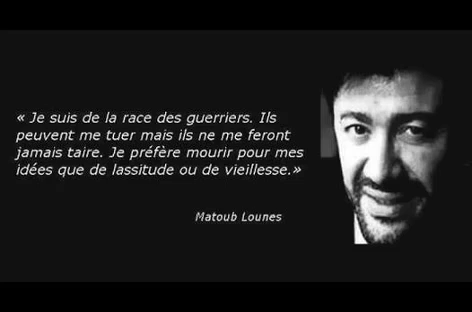 « Je suis de la race des guerriers. Ils
peuvent me tuer mais ils ne me feront
jamais taire. Je préfère mourir pour mes
idées que de lassitude ou de vieillesse.»
Matoub Lounes